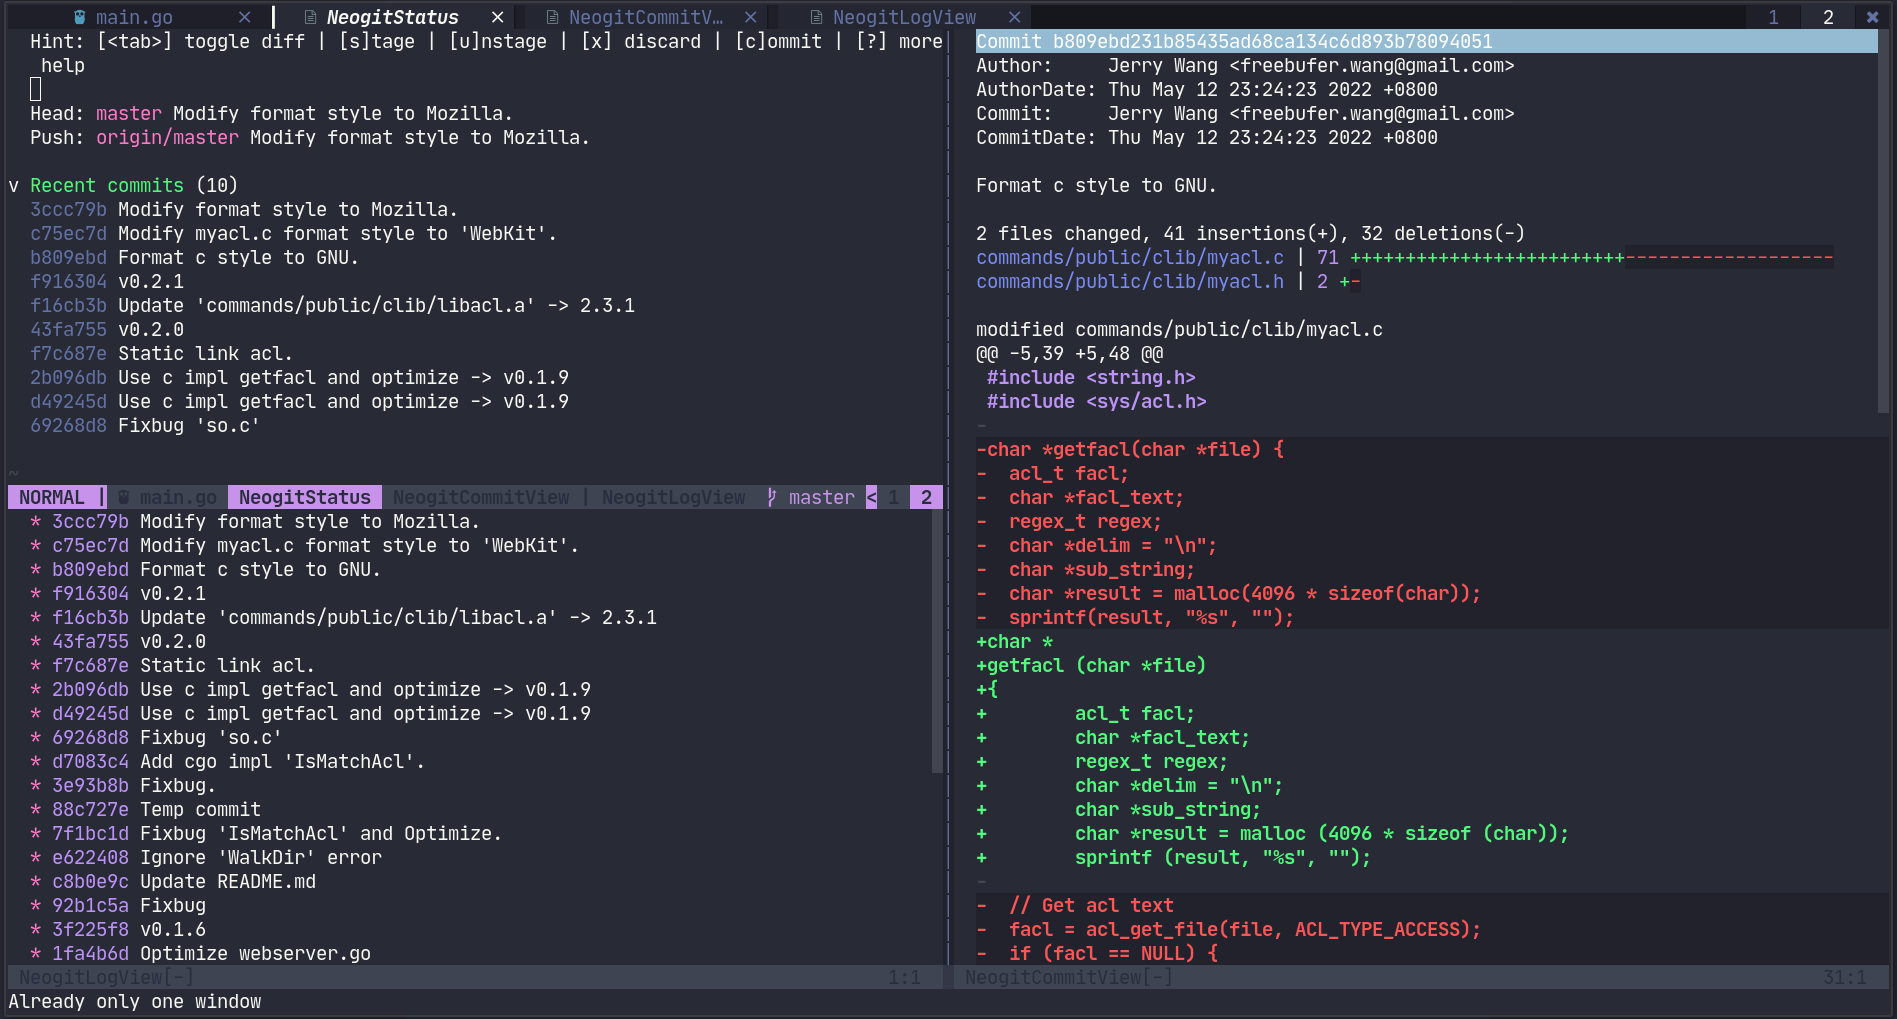 main.go × NeogitStatus × NeogitCommitV… × NeogitLogView × 1 2 ✖
Hint: [<tab>] toggle diff | [s]tage | [u]nstage | [x] discard | [c]ommit | [?] more
help
Head: master Modify format style to Mozilla.
Push: origin/master Modify format style to Mozilla.
v Recent commits (10)
3ccc79b Modify format style to Mozilla.
c75ec7d Modify myacl.c format style to 'WebKit'.
b809ebd Format c style to GNU.
f916304 v0.2.1
f16cb3b Update 'commands/public/clib/libacl.a' -> 2.3.1
43fa755 v0.2.0
f7c687e Static link acl.
2b096db Use c impl getfacl and optimize -> v0.1.9
d49245d Use c impl getfacl and optimize -> v0.1.9
69268d8 Fixbug 'so.c'
~
NORMAL | main.go NeogitStatus NeogitCommitView | NeogitLogView master < 1 2
* 3ccc79b Modify format style to Mozilla.
* c75ec7d Modify myacl.c format style to 'WebKit'.
* b809ebd Format c style to GNU.
* f916304 v0.2.1
* f16cb3b Update 'commands/public/clib/libacl.a' -> 2.3.1
* 43fa755 v0.2.0
* f7c687e Static link acl.
* 2b096db Use c impl getfacl and optimize -> v0.1.9
* d49245d Use c impl getfacl and optimize -> v0.1.9
* 69268d8 Fixbug 'so.c'
* d7083c4 Add cgo impl 'IsMatchAcl'.
* 3e93b8b Fixbug.
* 88c727e Temp commit
* 7f1bc1d Fixbug 'IsMatchAcl' and Optimize.
* e622408 Ignore 'WalkDir' error
* c8b0e9c Update README.md
* 92b1c5a Fixbug
* 3f225f8 v0.1.6
* 1fa4b6d Optimize webserver.go
NeogitLogView[-] 1:1
Commit b809ebd231b85435ad68ca134c6d893b78094051
Author:     Jerry Wang <freebufer.wang@gmail.com>
AuthorDate: Thu May 12 23:24:23 2022 +0800
Commit:     Jerry Wang <freebufer.wang@gmail.com>
CommitDate: Thu May 12 23:24:23 2022 +0800
Format c style to GNU.
2 files changed, 41 insertions(+), 32 deletions(-)
commands/public/clib/myacl.c | 71 +++++++++++++++++++++++++-------------------
commands/public/clib/myacl.h | 2 +-
modified commands/public/clib/myacl.c
@@ -5,39 +5,48 @@
#include <string.h>
#include <sys/acl.h>
-
-char *getfacl(char *file) {
-  acl_t facl;
-  char *facl_text;
-  regex_t regex;
-  char *delim = "\n";
-  char *sub_string;
-  char *result = malloc(4096 * sizeof(char));
-  sprintf(result, "%s", "");
+char *
+getfacl (char *file)
+{
+        acl_t facl;
+        char *facl_text;
+        regex_t regex;
+        char *delim = "\n";
+        char *sub_string;
+        char *result = malloc (4096 * sizeof (char));
+        sprintf (result, "%s", "");
-
-  // Get acl text
-  facl = acl_get_file(file, ACL_TYPE_ACCESS);
-  if (facl == NULL) {
NeogitCommitView[-] 31:1
Already only one window